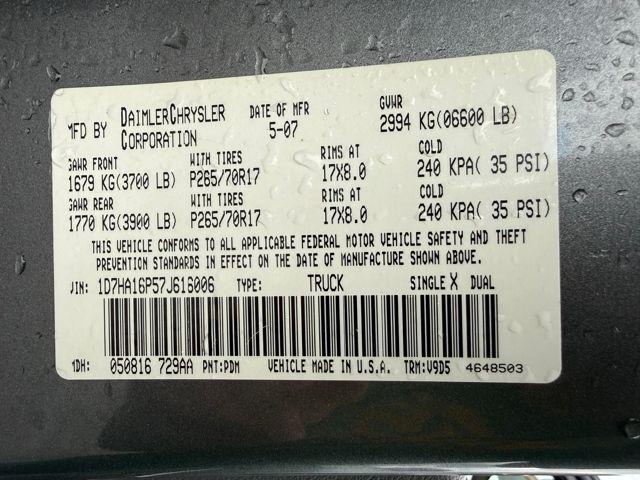 MFD BY DAIMLERCHRYSLER CORPORATION DATE OF MFR 5-07 GVWR 2994 KG(06600 LB)
GAWR FRONT WITH TIRES RIMS AT COLD
1679 KG(3700 LB) P265/70R17 17X8.0 240 KPA( 35 PSI)
GAWR REAR WITH TIRES RIMS AT COLD
1770 KG(3900 LB) P265/70R17 17X8.0 240 KPA( 35 PSI)
THIS VEHICLE CONFORMS TO ALL APPLICABLE FEDERAL MOTOR VEHICLE SAFETY AND THEFT
PREVENTION STANDARDS IN EFFECT ON THE DATE OF MANUFACTURE SHOWN ABOVE.
VIN: 1D7HA16P57J616006 TYPE: TRUCK SINGLE X DUAL
MDH: 050816 729AA PNT:PDM VEHICLE MADE IN U.S.A. TRM:V9D5 4648503